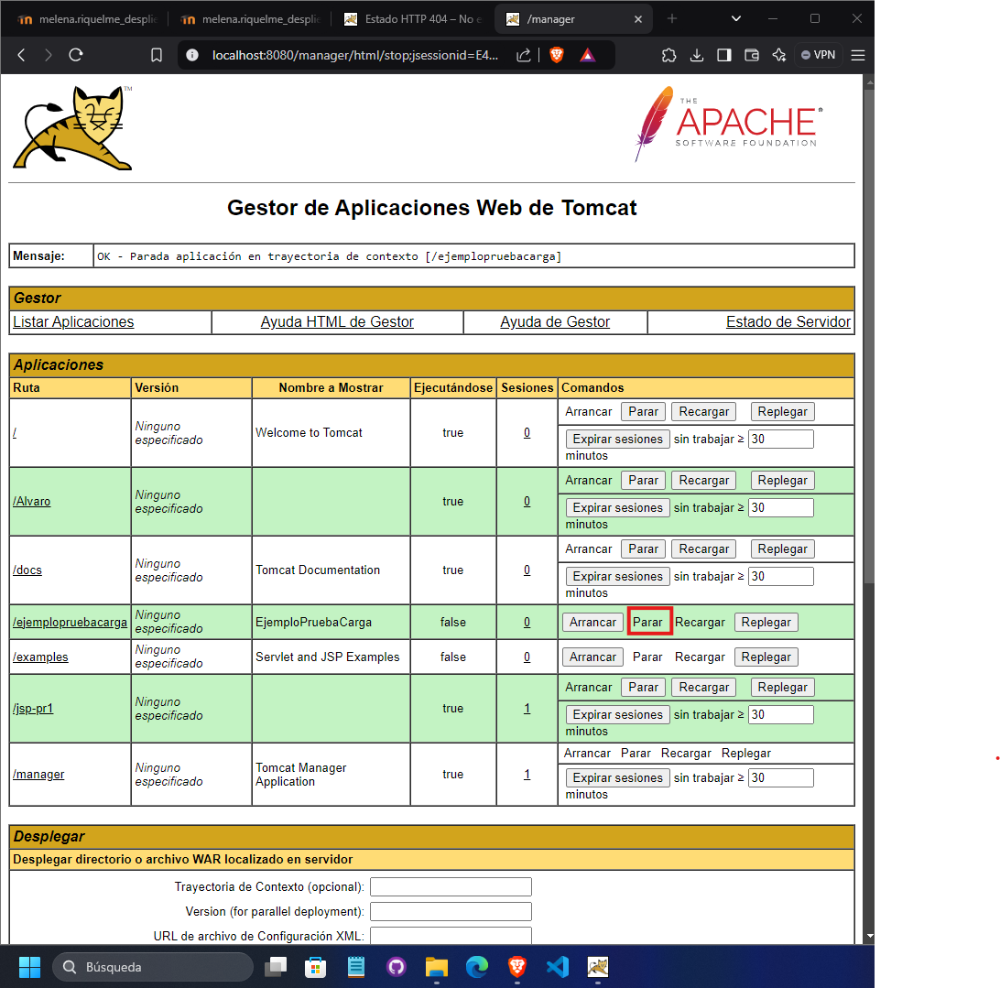 melena.riquelme_desplie
melena.riquelme_despli
Estado HTTP 404 – No e
/manager
localhost:8080/manager/html/stop;jsessionid=E4...
VPN
TM
THE
APACHE®
SOFTWARE FOUNDATION
Gestor de Aplicaciones Web de Tomcat
Mensaje: OK - Parada aplicación en trayectoria de contexto [/ejemplopruebacarga]
Gestor
Listar Aplicaciones Ayuda HTML de Gestor Ayuda de Gestor Estado de Servidor
Aplicaciones
Ruta Versión Nombre a Mostrar Ejecutándose Sesiones Comandos
/ Ninguno especificado Welcome to Tomcat true 0 Arrancar Parar Recargar Replegar
Expirar sesiones sin trabajar ≥ 30
minutos
/Alvaro Ninguno especificado true 0 Arrancar Parar Recargar Replegar
Expirar sesiones sin trabajar ≥ 30
minutos
/docs Ninguno especificado Tomcat Documentation true 0 Arrancar Parar Recargar Replegar
Expirar sesiones sin trabajar ≥ 30
minutos
/ejemplopruebacarga Ninguno especificado EjemploPruebaCarga false 0 Arrancar Parar Recargar Replegar
/examples Ninguno especificado Servlet and JSP Examples false 0 Arrancar Parar Recargar Replegar
/jsp-pr1 Ninguno especificado true 1 Arrancar Parar Recargar Replegar
Expirar sesiones sin trabajar ≥ 30
minutos
/manager Ninguno especificado Tomcat Manager Application true 1 Arrancar Parar Recargar Replegar
Expirar sesiones sin trabajar ≥ 30
minutos
Desplegar
Desplegar directorio o archivo WAR localizado en servidor
Trayectoria de Contexto (opcional):
Version (for parallel deployment):
URL de archivo de Configuración XML:
Búsqueda